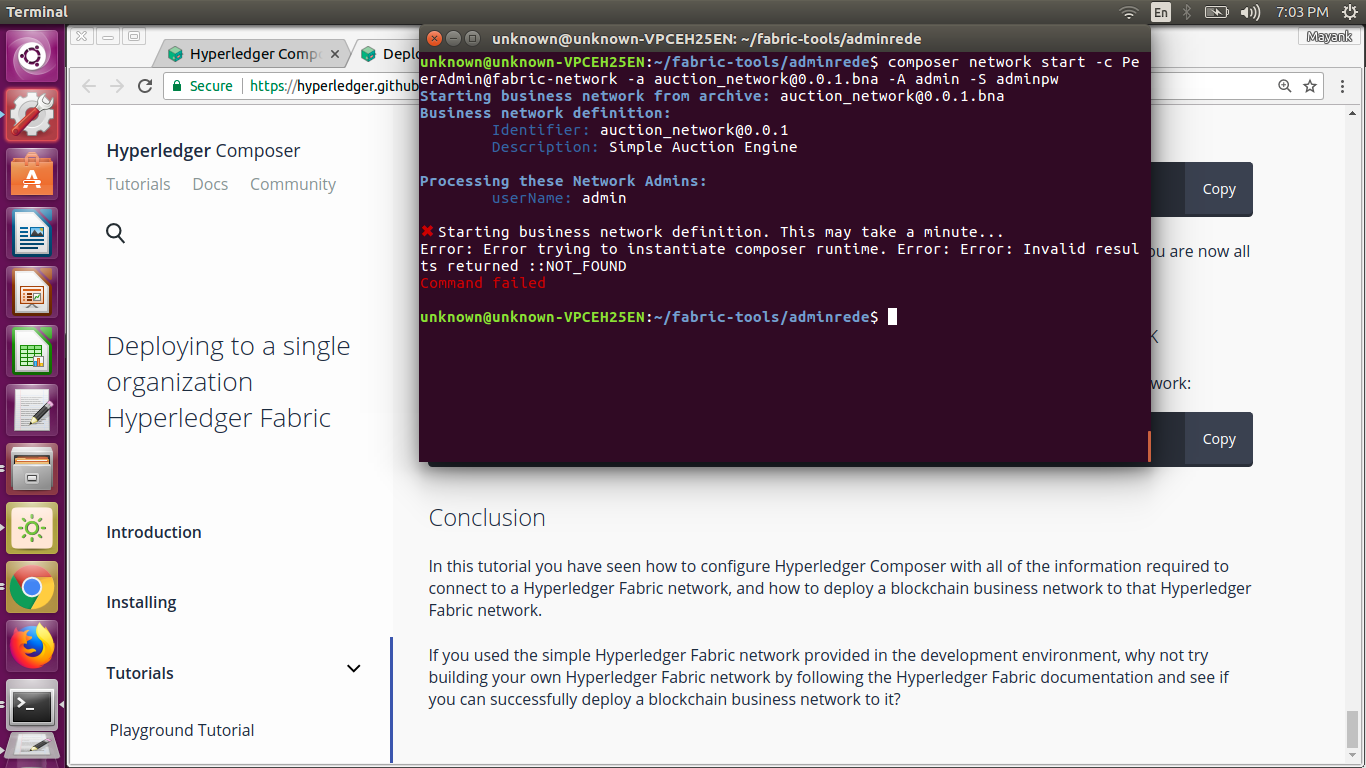 Terminal
En
7:03 PM
unknown@unknown-VPCEH25EN: ~/fabric-tools/adminrede
Mayank
Hyperledger Comp
Deplo
Secure
https://hyperledger.github
unknown@unknown-VPCEH25EN:~/fabric-tools/adminrede$ composer network start -c Pe
erAdmin@fabric-network -a auction_network@0.0.1.bna -A admin -S adminpw
Starting business network from archive: auction_network@0.0.1.bna
Business network definition:
Identifier: auction_network@0.0.1
Description: Simple Auction Engine
Processing these Network Admins:
userName: admin
✖ Starting business network definition. This may take a minute...
Error: Error trying to instantiate composer runtime. Error: Error: Invalid resul
ts returned ::NOT_FOUND
Command failed
unknown@unknown-VPCEH25EN:~/fabric-tools/adminrede$
Hyperledger Composer
Tutorials Docs Community
Deploying to a single
organization
Hyperledger Fabric
Introduction
Installing
Tutorials
Playground Tutorial
Copy
ou are now all
K
work:
Copy
Conclusion
In this tutorial you have seen how to configure Hyperledger Composer with all of the information required to
connect to a Hyperledger Fabric network, and how to deploy a blockchain business network to that Hyperledger
Fabric network.
If you used the simple Hyperledger Fabric network provided in the development environment, why not try
building your own Hyperledger Fabric network by following the Hyperledger Fabric documentation and see if
you can successfully deploy a blockchain business network to it?